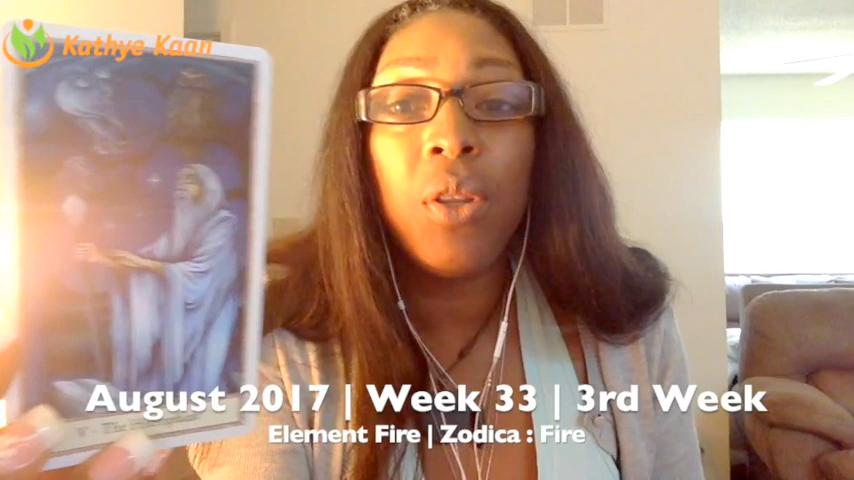 Kathye Kaan
August 2017 | Week 33 | 3rd Week
Element Fire | Zodica : Fire